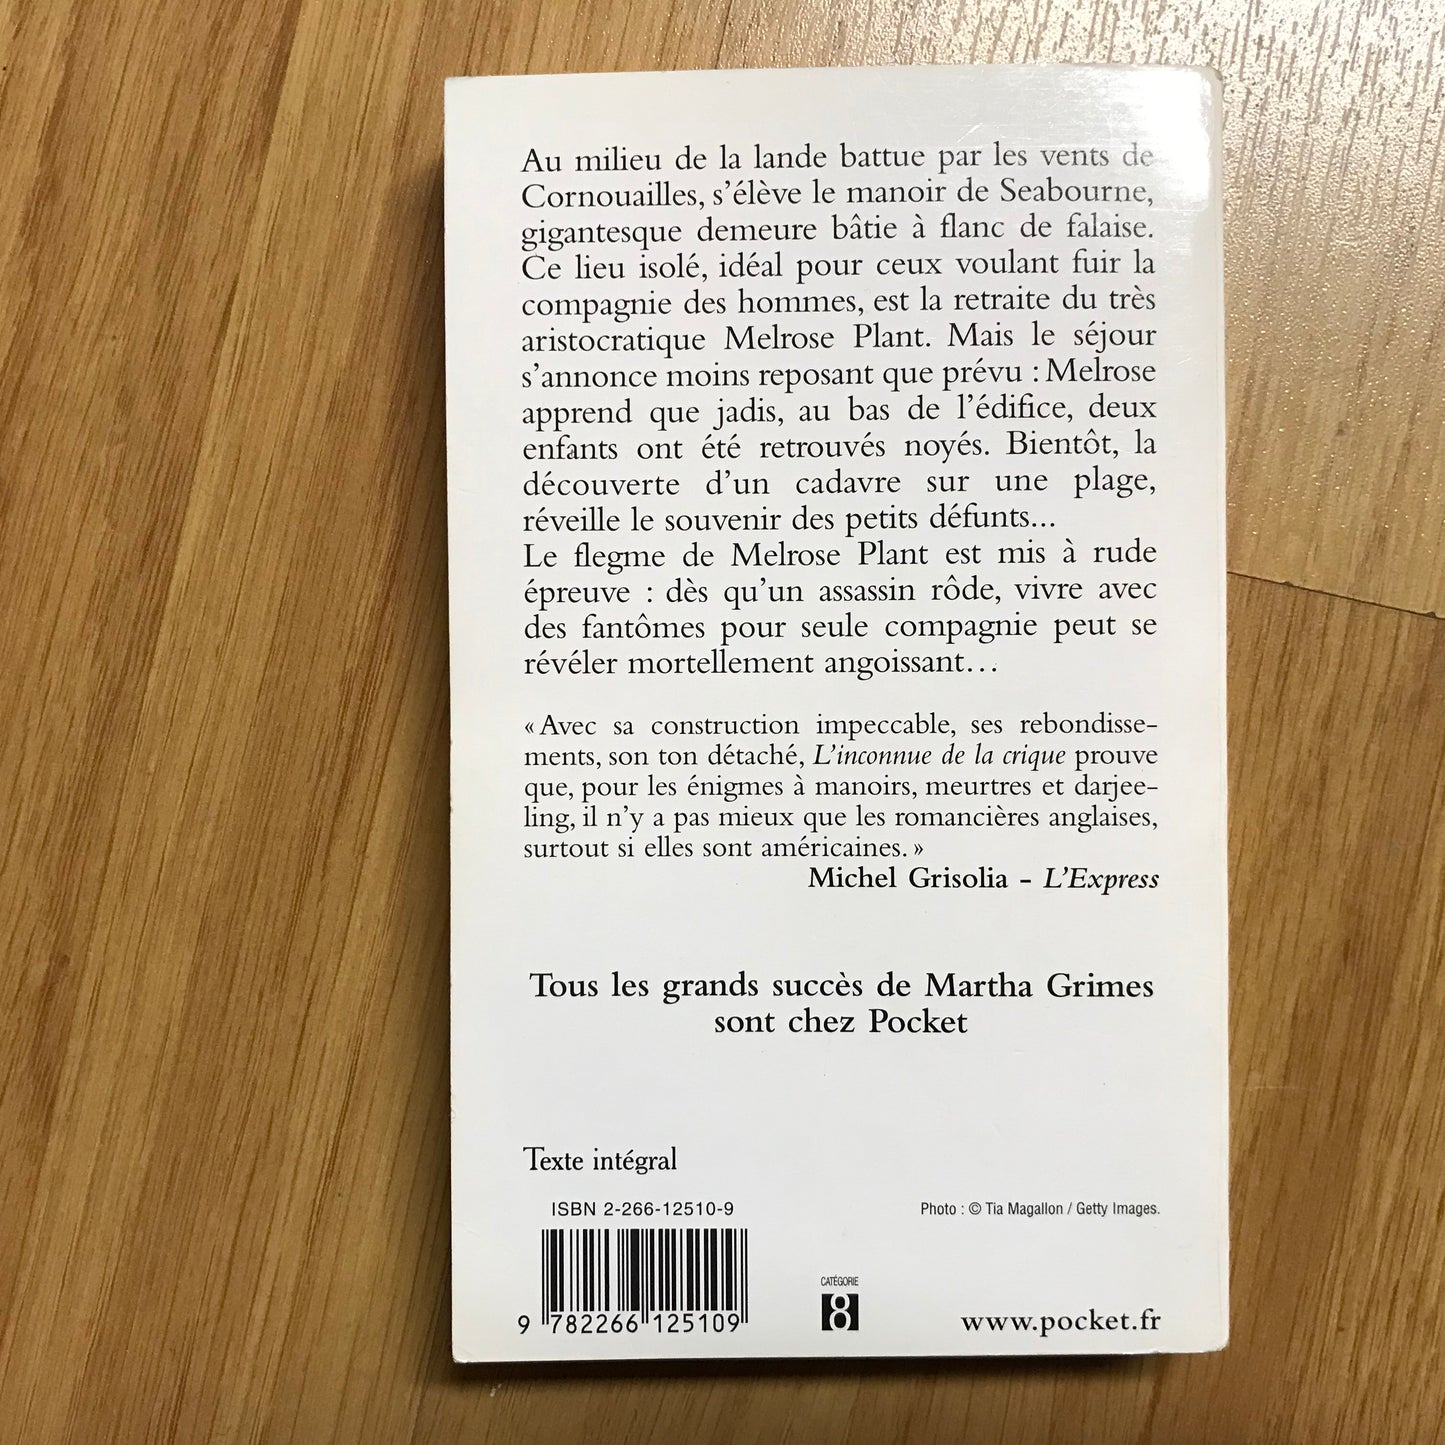 Au milieu de la lande battue par les vents de
Cornouailles, s'élève le manoir de Seabourne,
gigantesque demeure bâtie à flanc de falaise.
Ce lieu isolé, idéal pour ceux voulant fuir la
compagnie des hommes, est la retraite du très
aristocratique Melrose Plant. Mais le séjour
s'annonce moins reposant que prévu : Melrose
apprend que jadis, au bas de l'édifice, deux
enfants ont été retrouvés noyés. Bientôt, la
découverte d'un cadavre sur une plage,
réveille le souvenir des petits défunts...
Le flegme de Melrose Plant est mis à rude
épreuve : dès qu'un assassin rôde, vivre avec
des fantômes pour seule compagnie peut se
révéler mortellement angoissant...
« Avec sa construction impeccable, ses rebondisse-
ments, son ton détaché, L'inconnue de la crique prouve
que, pour les énigmes à manoirs, meurtres et darjee-
ling, il n'y a pas mieux que les romancières anglaises,
surtout si elles sont américaines. »
Michel Grisolia - L'Express
Tous les grands succès de Martha Grimes
sont chez Pocket
Texte intégral
ISBN 2-266-12510-9
Photo : © Tia Magallon / Getty Images.
CATÉGORIE
8
9 782266 125109
www.pocket.fr